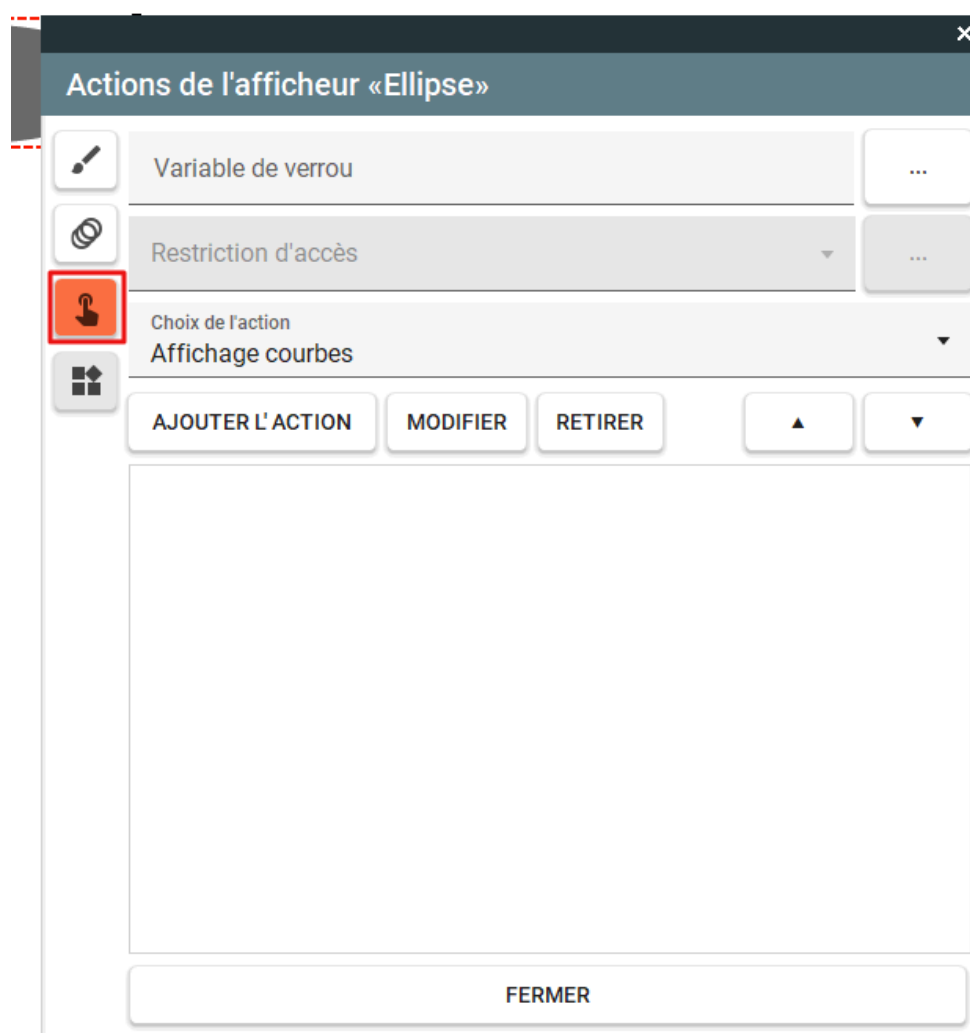 Actions de l'afficheur «Ellipse»
Variable de verrou
...
Restriction d'accès
...
Choix de l'action
Affichage courbes
AJOUTER L'ACTION MODIFIER RETIRER
FERMER